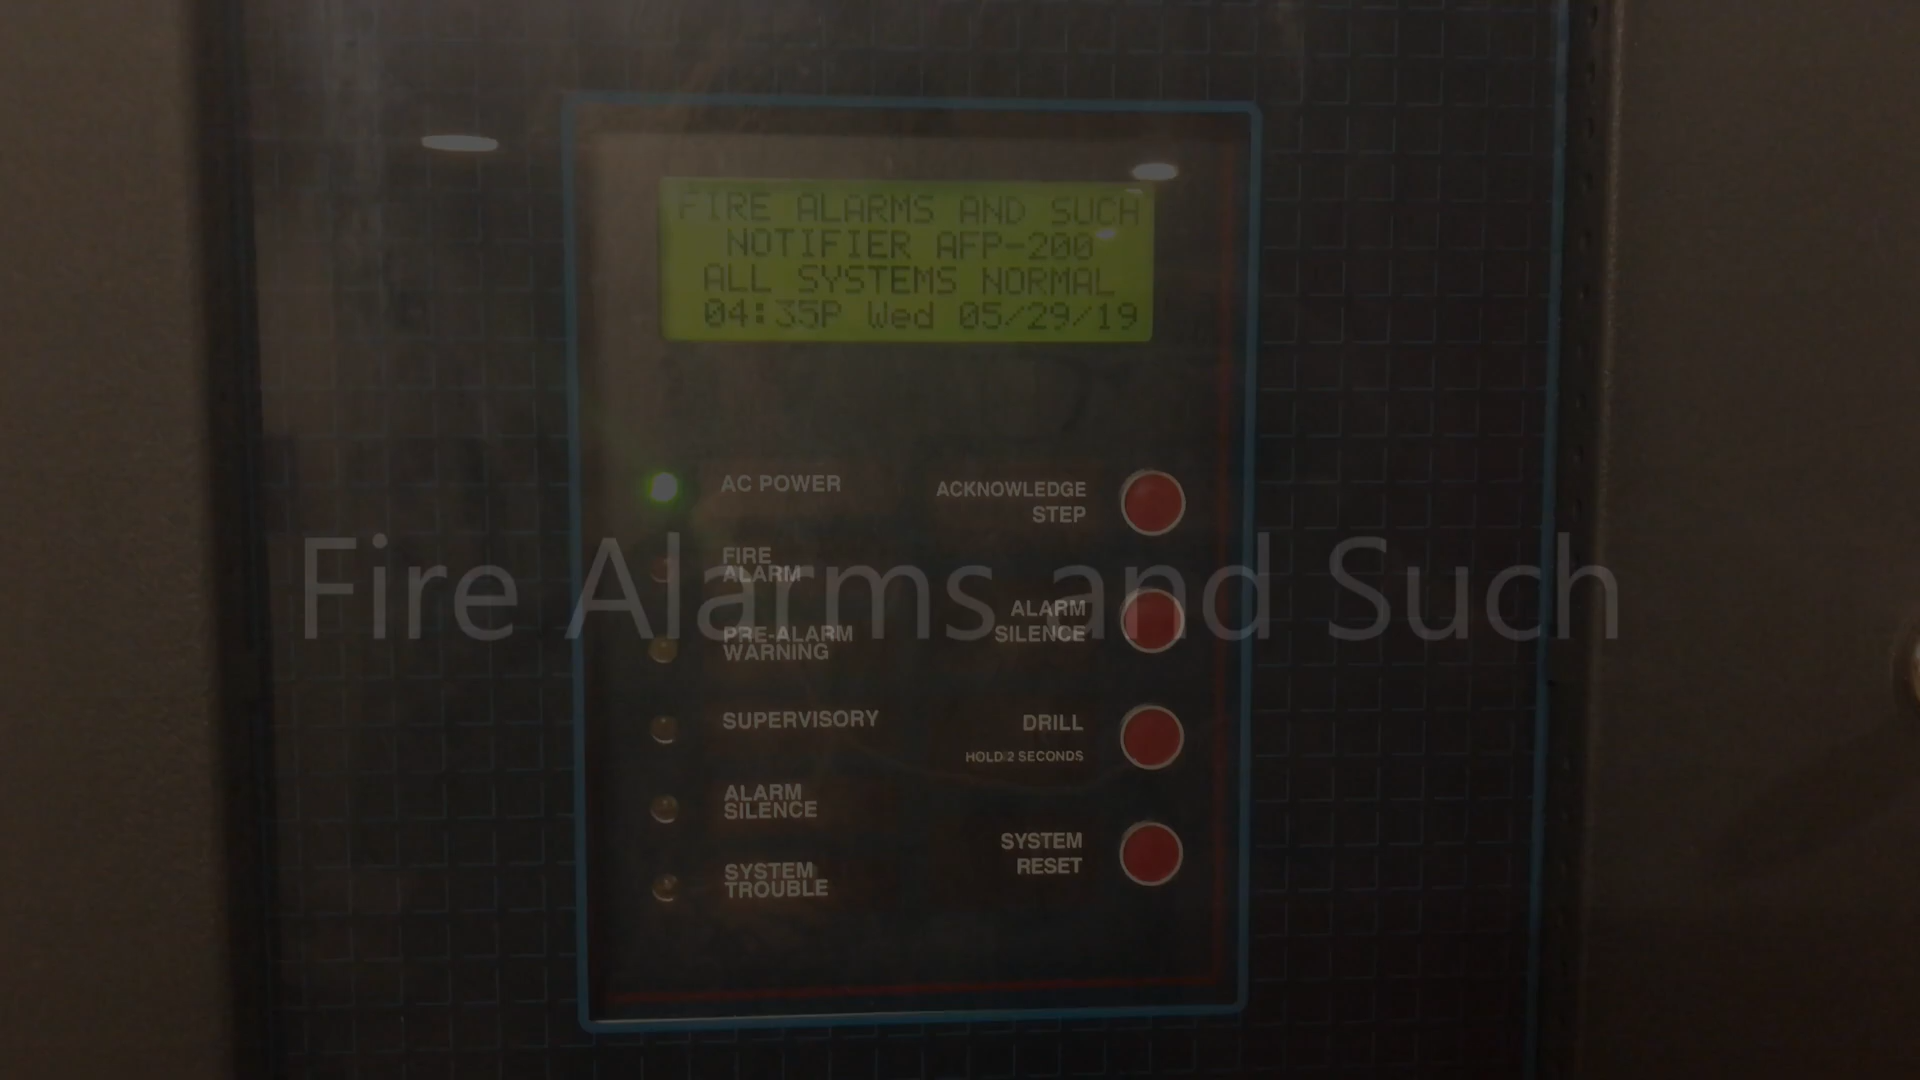 FIRE ALARMS AND SUCH
NOTIFIER AFP-200
ALL SYSTEMS NORMAL
04:35P Wed 05/29/19
AC POWER
FIRE
ALARM
PRE-ALARM
WARNING
SUPERVISORY
ALARM
SILENCE
SYSTEM
TROUBLE
ACKNOWLEDGE
STEP
ALARM
SILENCE
DRILL
HOLD 2 SECONDS
SYSTEM
RESET
Fire Alarms and Such